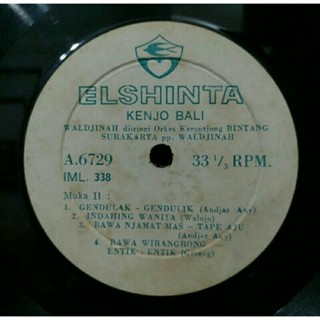 ELSHINTA
KENJO BALI
WALDJINAH diiringi Orkes Kerontjong BINTANG
SURAKARTA pp. WALDJINAH
A.6729 33 1/3 RPM.
IML. 338
Muka II :
1. GENDULAK - GENDULIK (Andjar Any)
2. INDAHING WANITA (Waludjo)
3. BAWA NJAMAT MAS - TAPE AJU
(Andjar Any)
4. BAWA WIRANGRONG
ENTIK - ENTIK (Gesang)